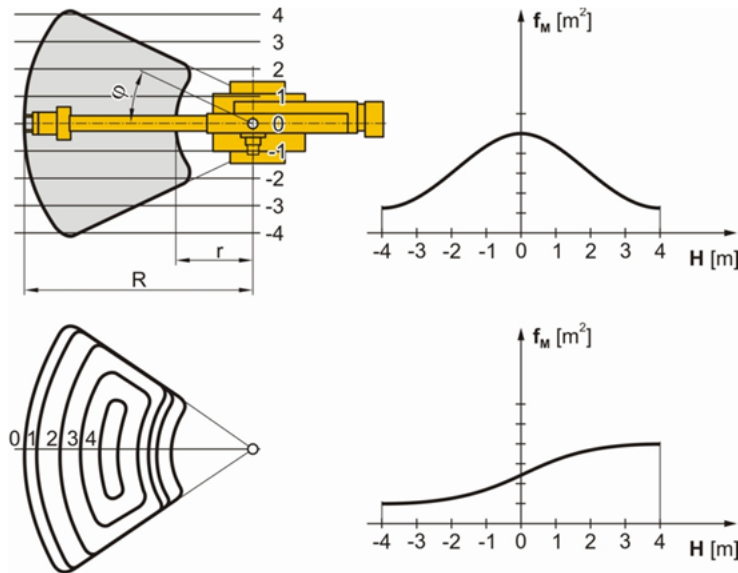 4
3
2
1
0
-1
-2
-3
-4
φ
r
R
f_M [m²]
-4 -3 -2 -1 0 1 2 3 4
H [m]
0 1 2 3 4
f_M [m²]
-4 -3 -2 -1 0 1 2 3 4
H [m]